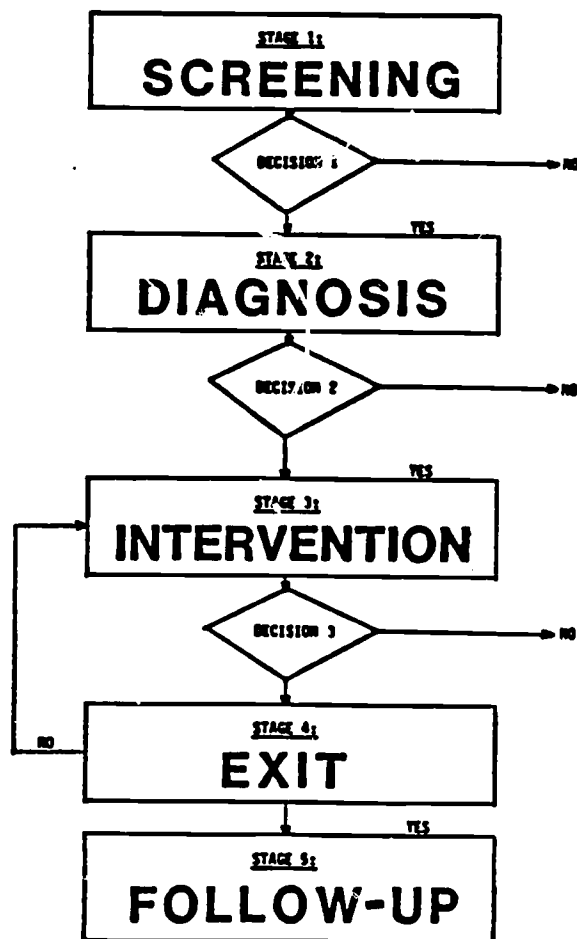 STAGE 1:
SCREENING
DECISION 1
NO
YES
STAGE 2:
DIAGNOSIS
DECISION 2
NO
YES
STAGE 3:
INTERVENTION
DECISION 3
NO
STAGE 4:
NO
EXIT
YES
STAGE 5:
FOLLOW-UP